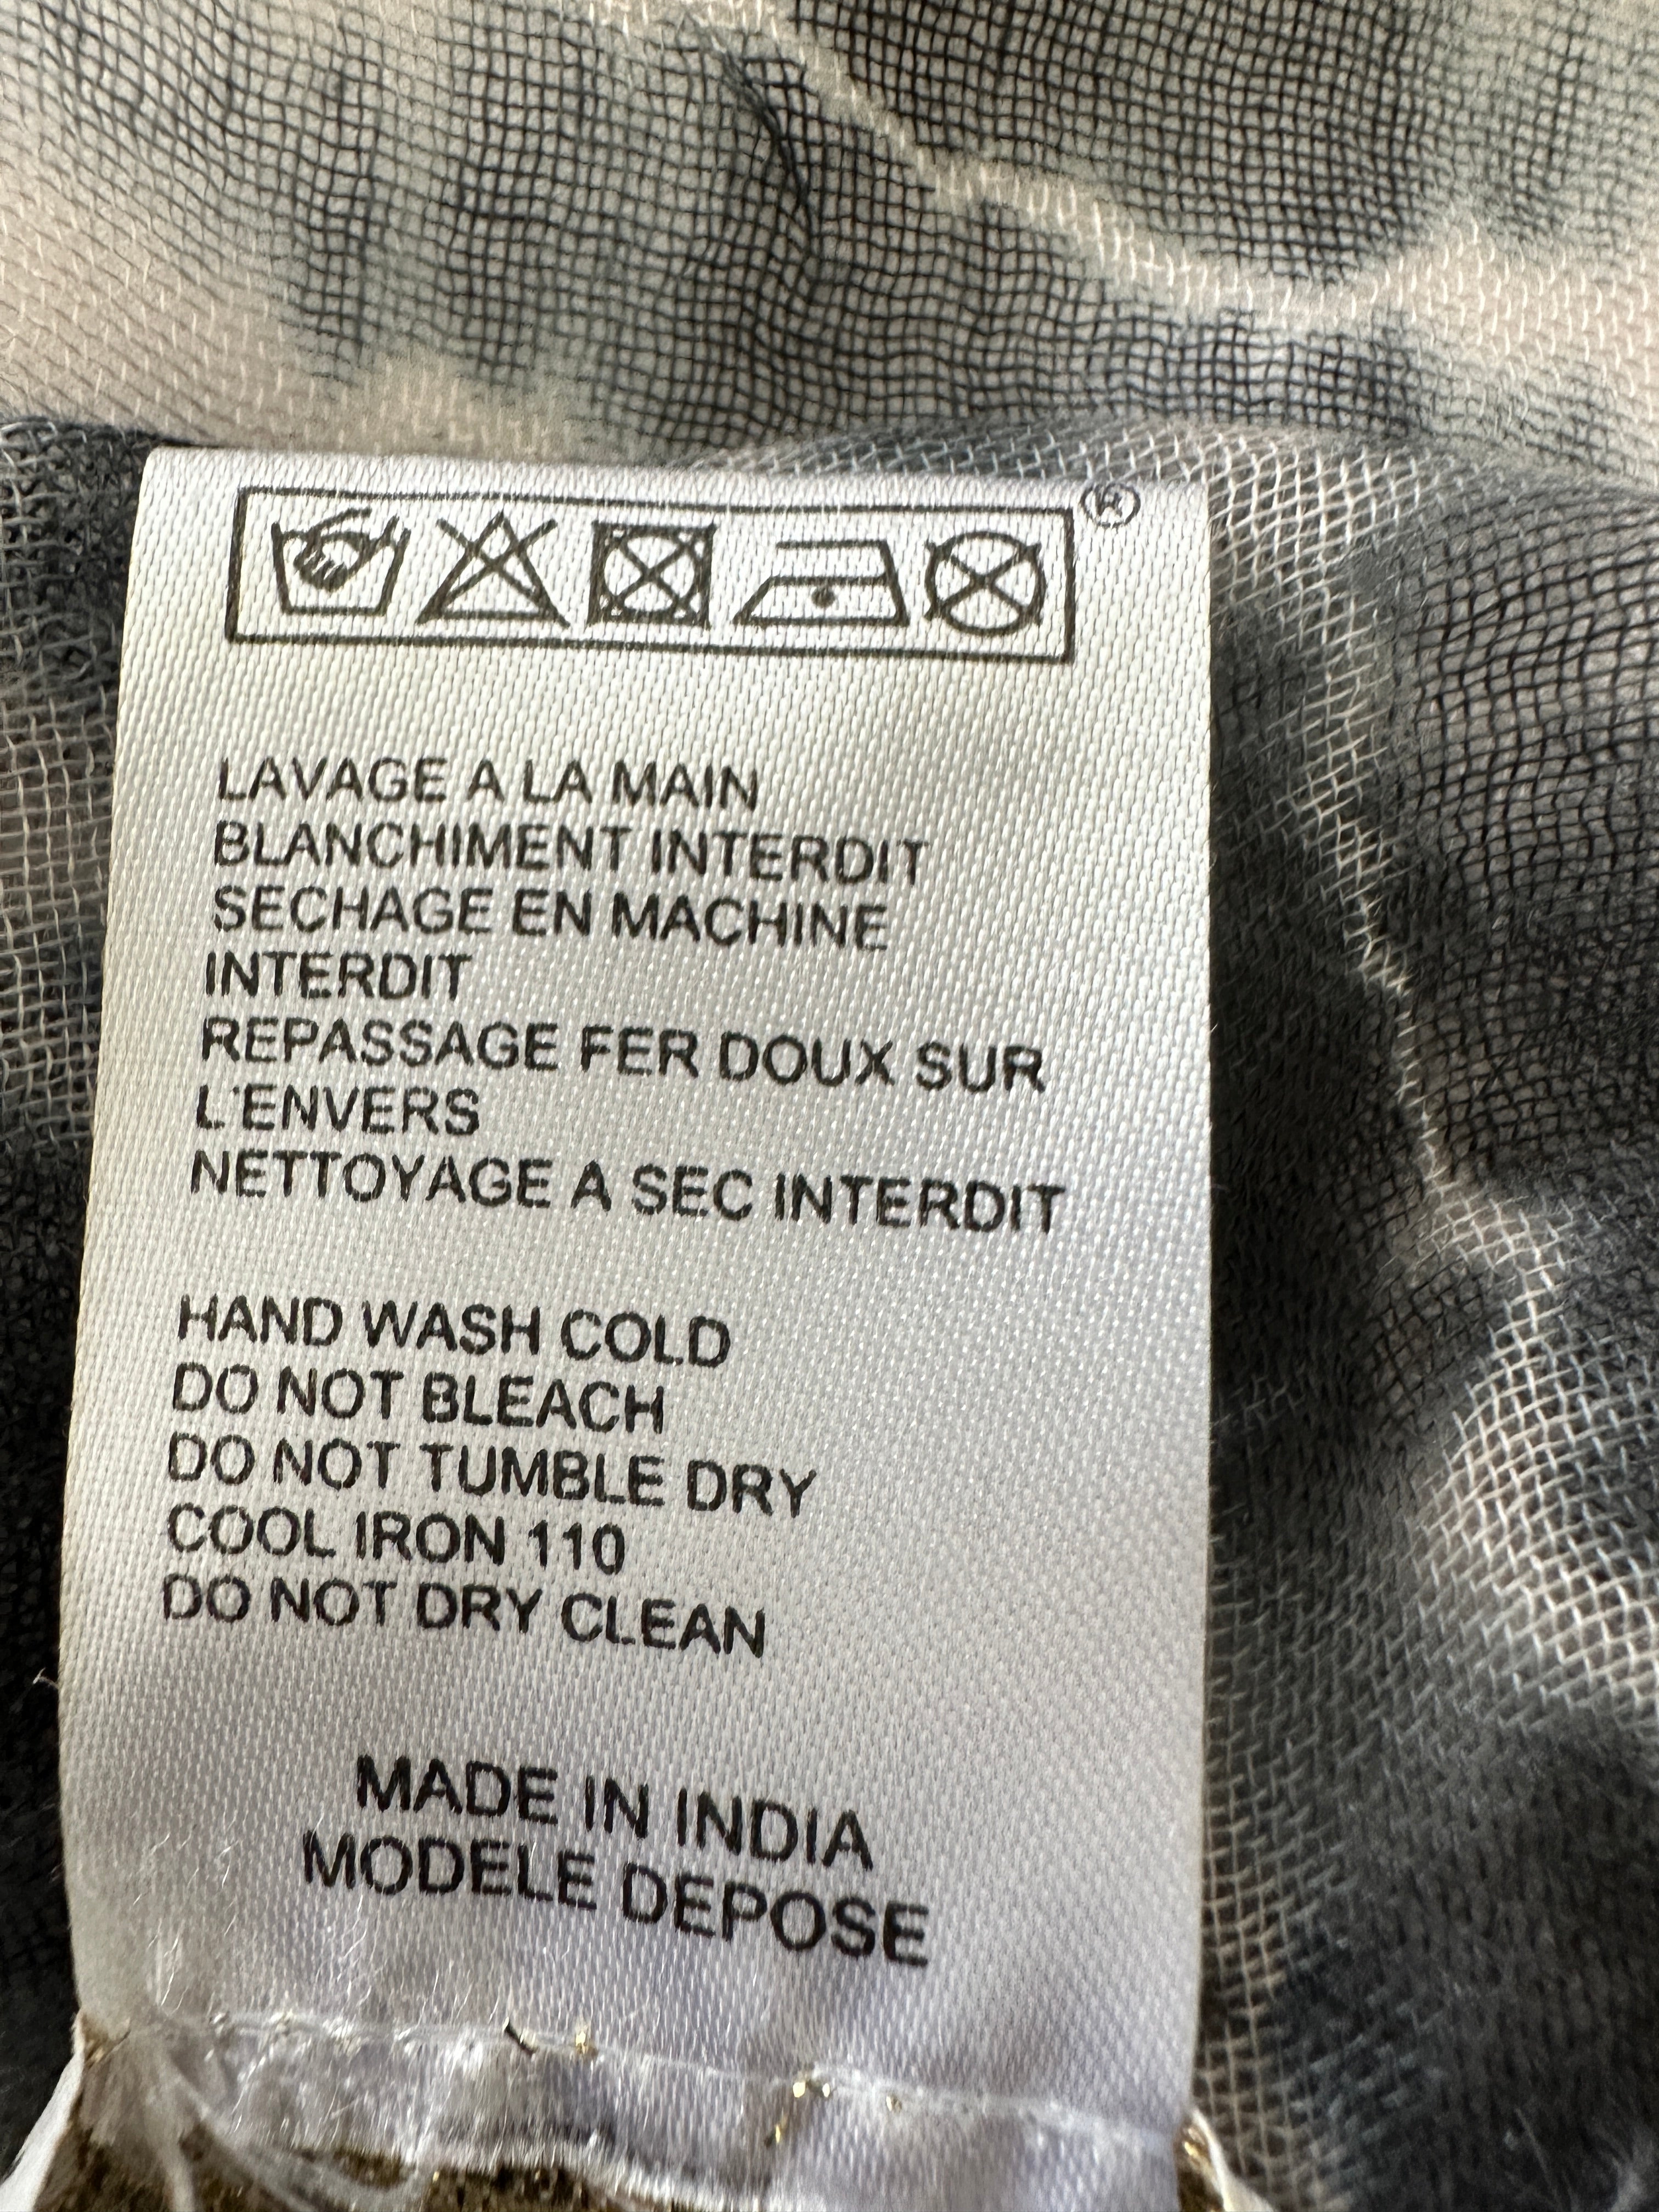 ®
LAVAGE A LA MAIN
BLANCHIMENT INTERDIT
SECHAGE EN MACHINE
INTERDIT
REPASSAGE FER DOUX SUR
L'ENVERS
NETTOYAGE A SEC INTERDIT
HAND WASH COLD
DO NOT BLEACH
DO NOT TUMBLE DRY
COOL IRON 110
DO NOT DRY CLEAN
MADE IN INDIA
MODELE DEPOSE